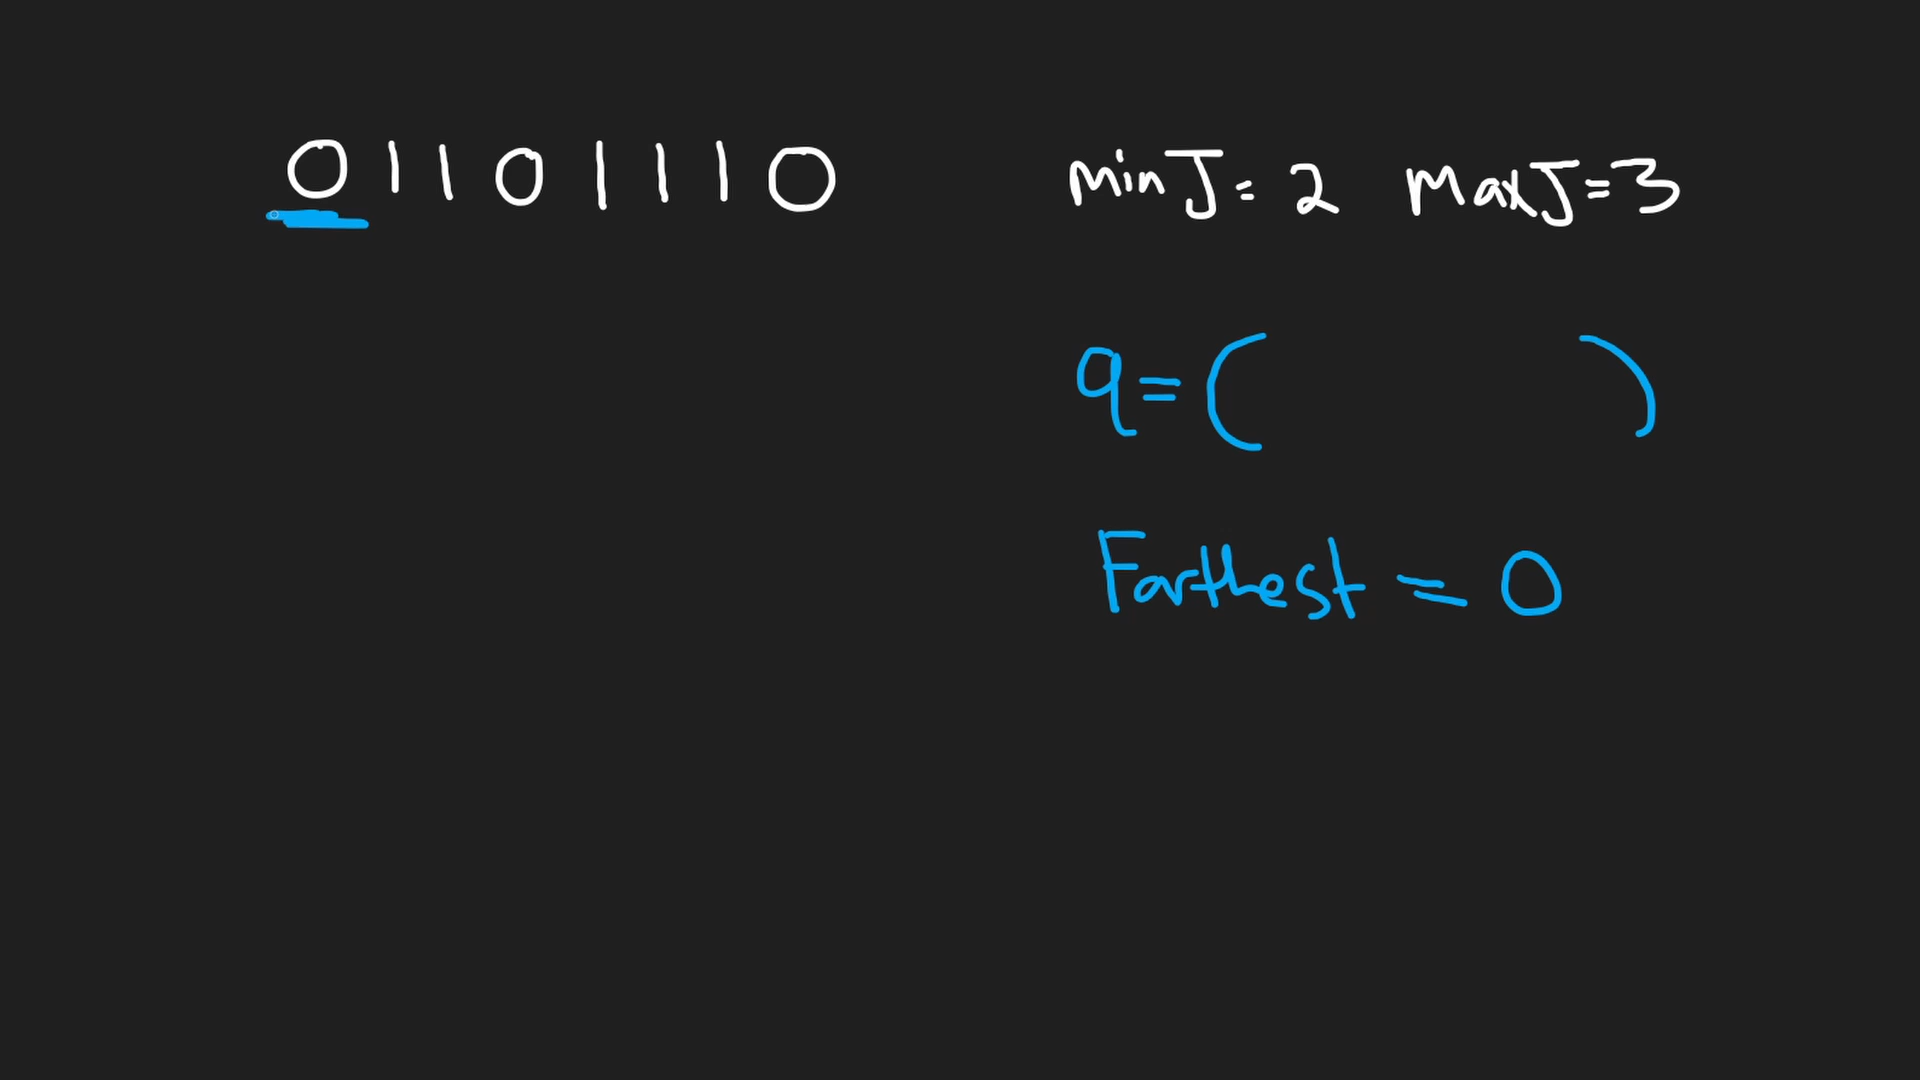 01101110 minJ=2 MaxJ=3
q=( )
Farthest = 0